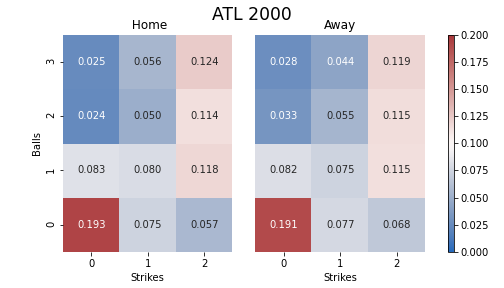 ATL 2000
Home Away
0.200
3 0.025 0.056 0.124 0.028 0.044 0.119 0.175
0.150
2 0.024 0.050 0.114 0.033 0.055 0.115 0.125
Balls
0.100
1 0.083 0.080 0.118 0.082 0.075 0.115 0.075
0.050
0 0.193 0.075 0.057 0.191 0.077 0.068 0.025
0.000
0 1 2 0 1 2
Strikes Strikes